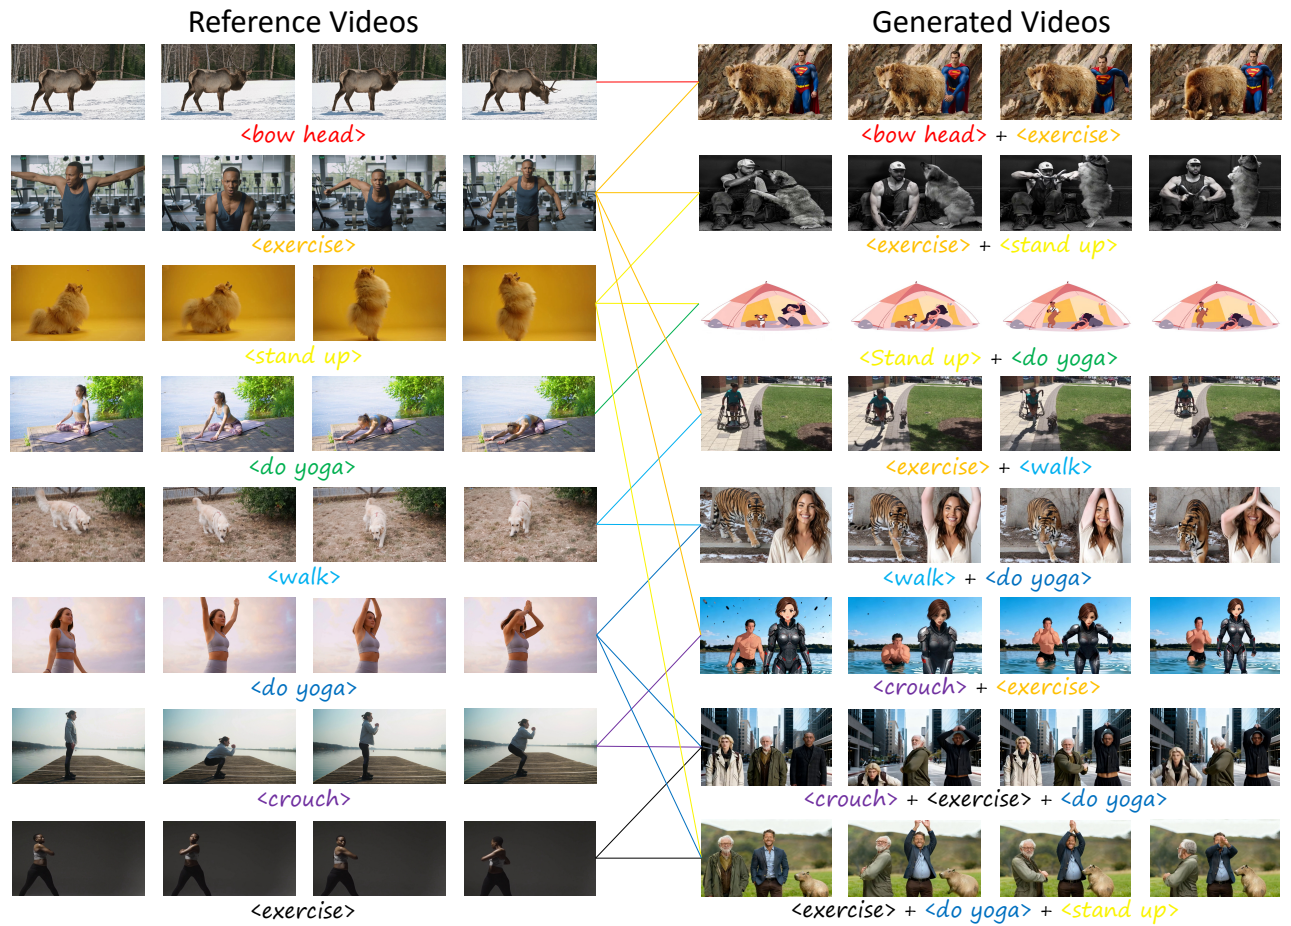 Reference Videos
Generated Videos
<bow head>
<bow head> + <exercise>
<exercise>
<exercise> + <stand up>
<stand up>
<Stand up> + <do yoga>
<do yoga>
<exercise> + <walk>
<walk>
<walk> + <do yoga>
<do yoga>
<crouch> + <exercise>
<crouch>
<crouch> + <exercise> + <do yoga>
<exercise>
<exercise> + <do yoga> + <stand up>